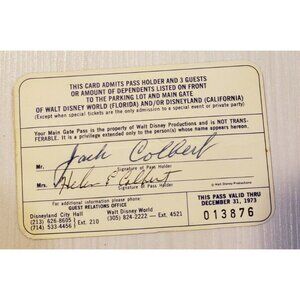 THIS CARD ADMITS PASS HOLDER AND 3 GUESTS
OR AMOUNT OF DEPENDENTS LISTED ON FRONT
TO THE PARKING LOT AND MAIN GATE
OF WALT DISNEY WORLD (FLORIDA) AND/OR DISNEYLAND (CALIFORNIA)
(Except when special tickets are the only admission to a special event or private party)
Your Main Gate Pass is the property of Walt Disney Productions and is NOT TRANS-
FERABLE. It is a privilege extended only to the person whose name appears hereon.
Mr. Jack Colbert
Signature of Pass Holder
Mrs. Helen F Colbert
Signature of Pass Holder
© Walt Disney Productions
For additional information please phone:
GUEST RELATIONS OFFICE
Disneyland City Hall
(213) 626-8605
(714) 533-4456
Ext. 210
Walt Disney World
(305) 824-2222 — Ext. 4521
THIS PASS VALID THRU
DECEMBER 31, 1973
013876